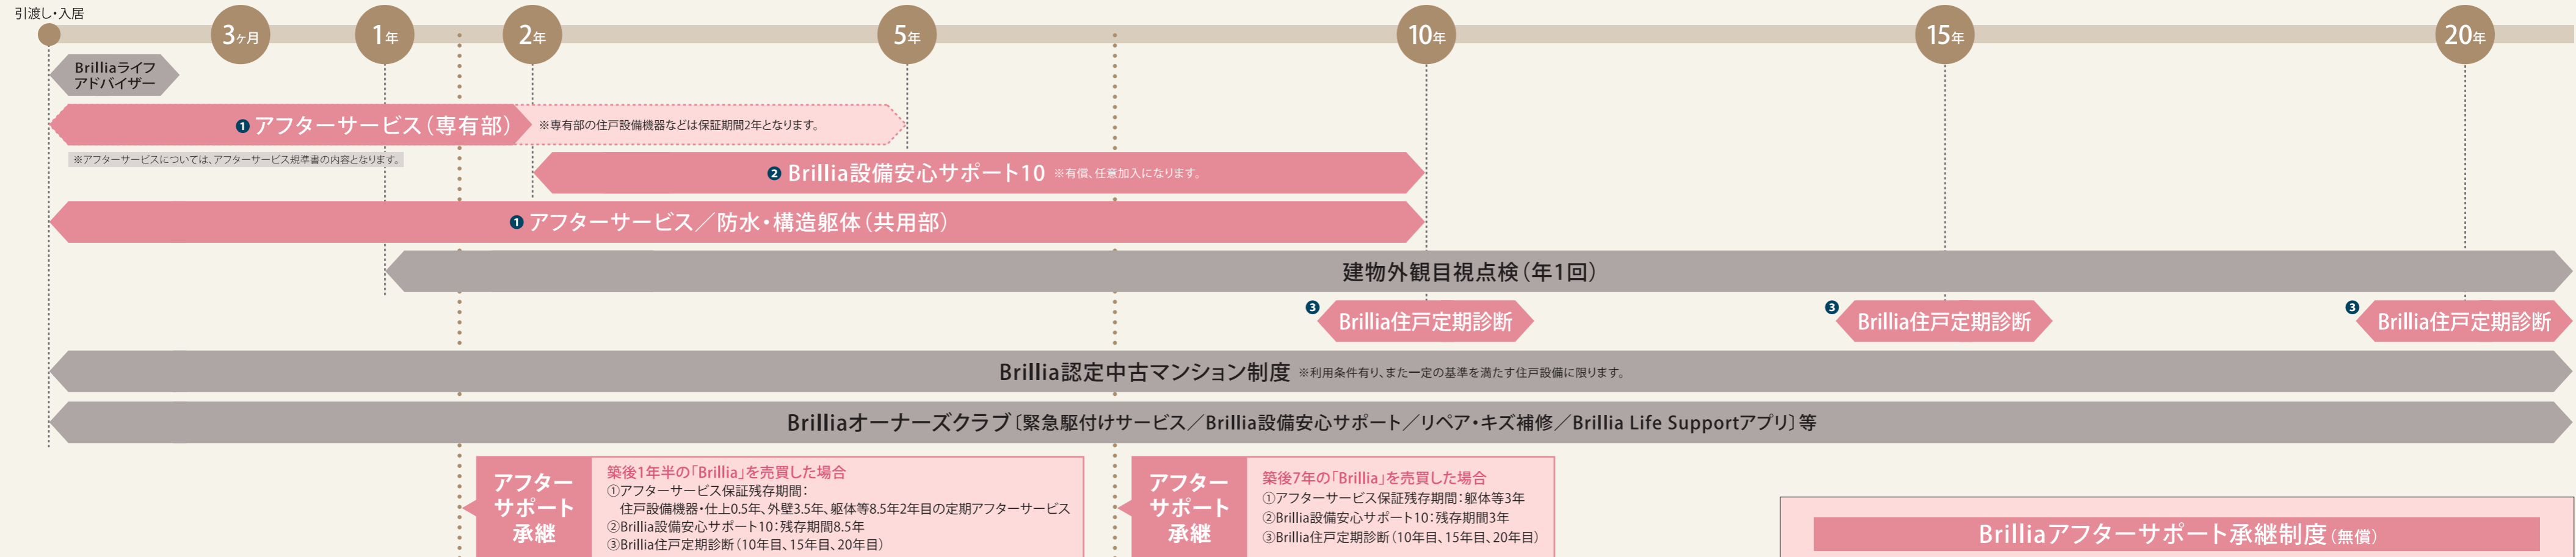 引渡し・入居
3ヶ月
1年
2年
5年
10年
15年
20年
Brilliaライフ
アドバイザー
❶ アフターサービス（専有部）
※専有部の住戸設備機器などは保証期間2年となります。
※アフターサービスについては、アフターサービス規準書の内容となります。
❷ Brillia設備安心サポート10 ※有償、任意加入になります。
❶ アフターサービス／防水・構造躯体（共用部）
建物外観目視点検（年1回）
❸ Brillia住戸定期診断
❸ Brillia住戸定期診断
❸ Brillia住戸定期診断
Brillia認定中古マンション制度 ※利用条件有り、また一定の基準を満たす住戸設備に限ります。
Brilliaオーナーズクラブ〔緊急駆付けサービス／Brillia設備安心サポート／リペア・キズ補修／Brillia Life Supportアプリ〕等
アフター
サポート
承継
築後1年半の「Brillia」を売買した場合
①アフターサービス保証残存期間：
住戸設備機器・仕上0.5年、外壁3.5年、躯体等8.5年2年目の定期アフターサービス
②Brillia設備安心サポート10：残存期間8.5年
③Brillia住戸定期診断（10年目、15年目、20年目）
アフター
サポート
承継
築後7年の「Brillia」を売買した場合
①アフターサービス保証残存期間：躯体等3年
②Brillia設備安心サポート10：残存期間3年
③Brillia住戸定期診断（10年目、15年目、20年目）
Brilliaアフターサポート承継制度（無償）